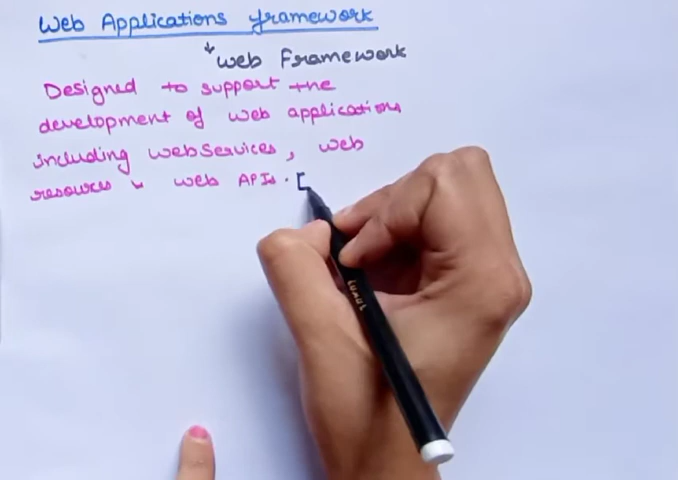 Web Applications framework
↓ web Framework
Designed to support the
development of web applications
including webservices, web
resources & web APIs. [
LUXOR